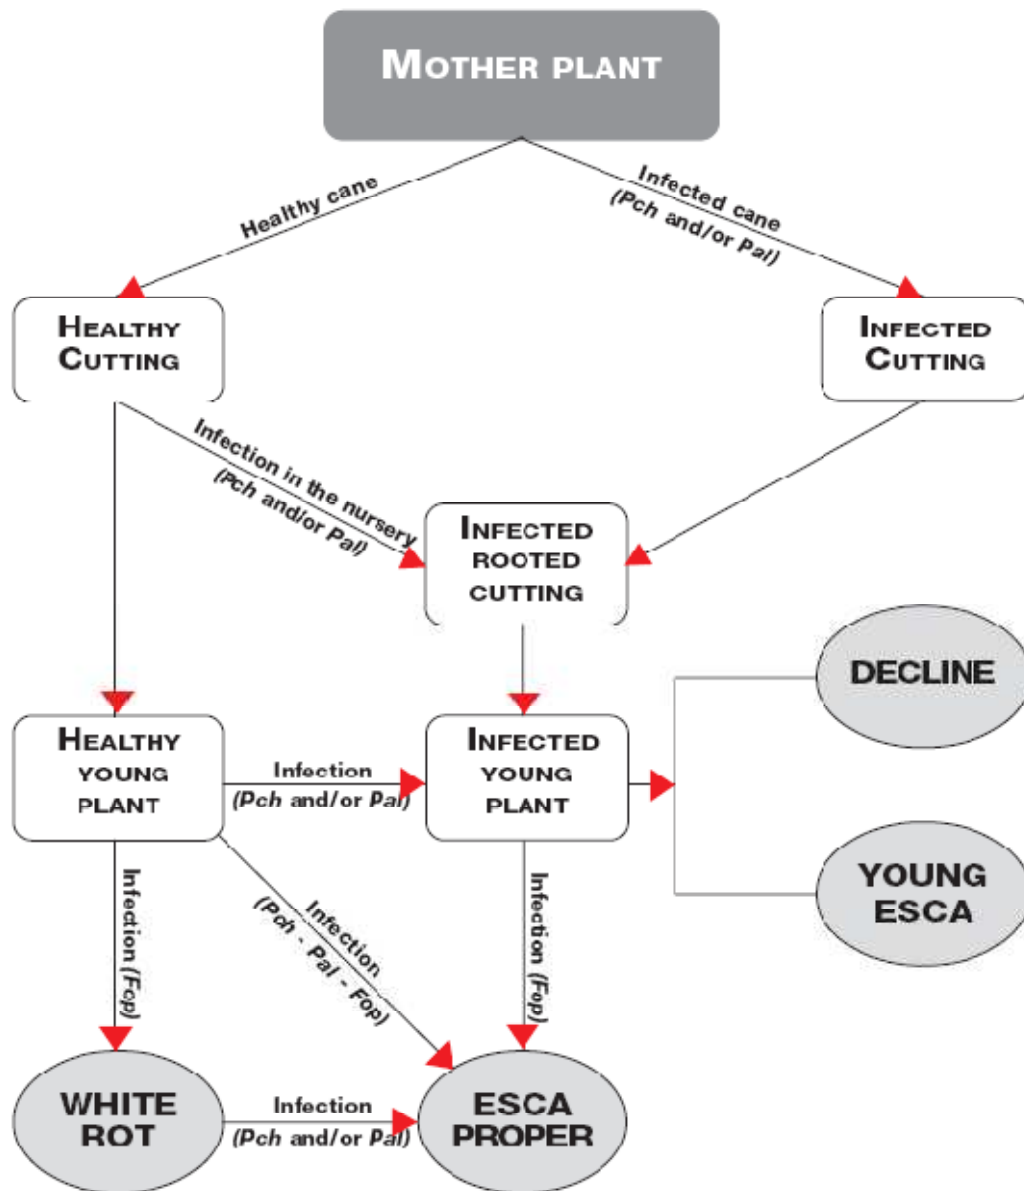 MOTHER PLANT
Healthy cane
Infected cane
(Pch and/or Pal)
HEALTHY
CUTTING
INFECTED
CUTTING
Infection in the nursery
(Pch and/or Pal)
INFECTED
ROOTED
CUTTING
DECLINE
HEALTHY
YOUNG
PLANT
Infection
(Pch and/or Pal)
INFECTED
YOUNG
PLANT
YOUNG
ESCA
Infection (Fop)
Infection
(Pch - Pal - Fop)
Infection (Fop)
WHITE
ROT
Infection
(Pch and/or Pal)
ESCA
PROPER